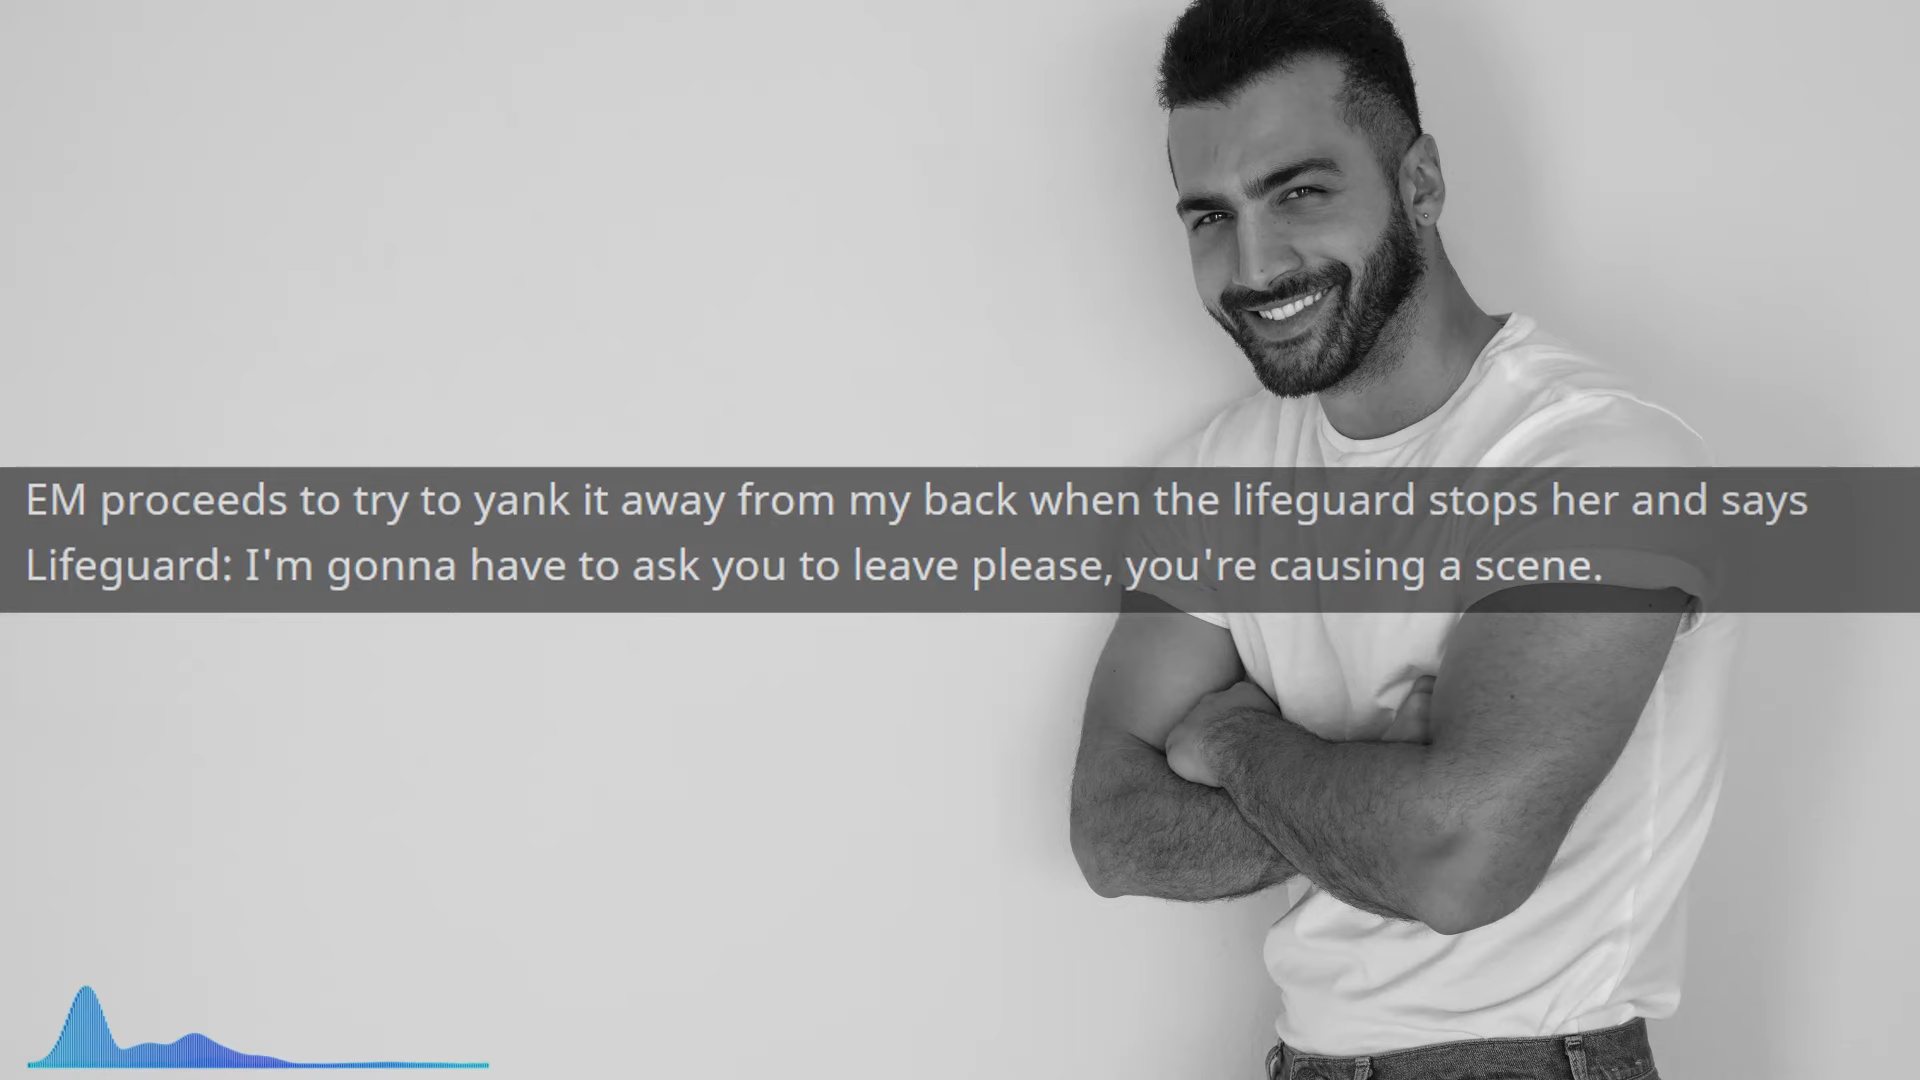 EM proceeds to try to yank it away from my back when the lifeguard stops her and says
Lifeguard: I'm gonna have to ask you to leave please, you're causing a scene.